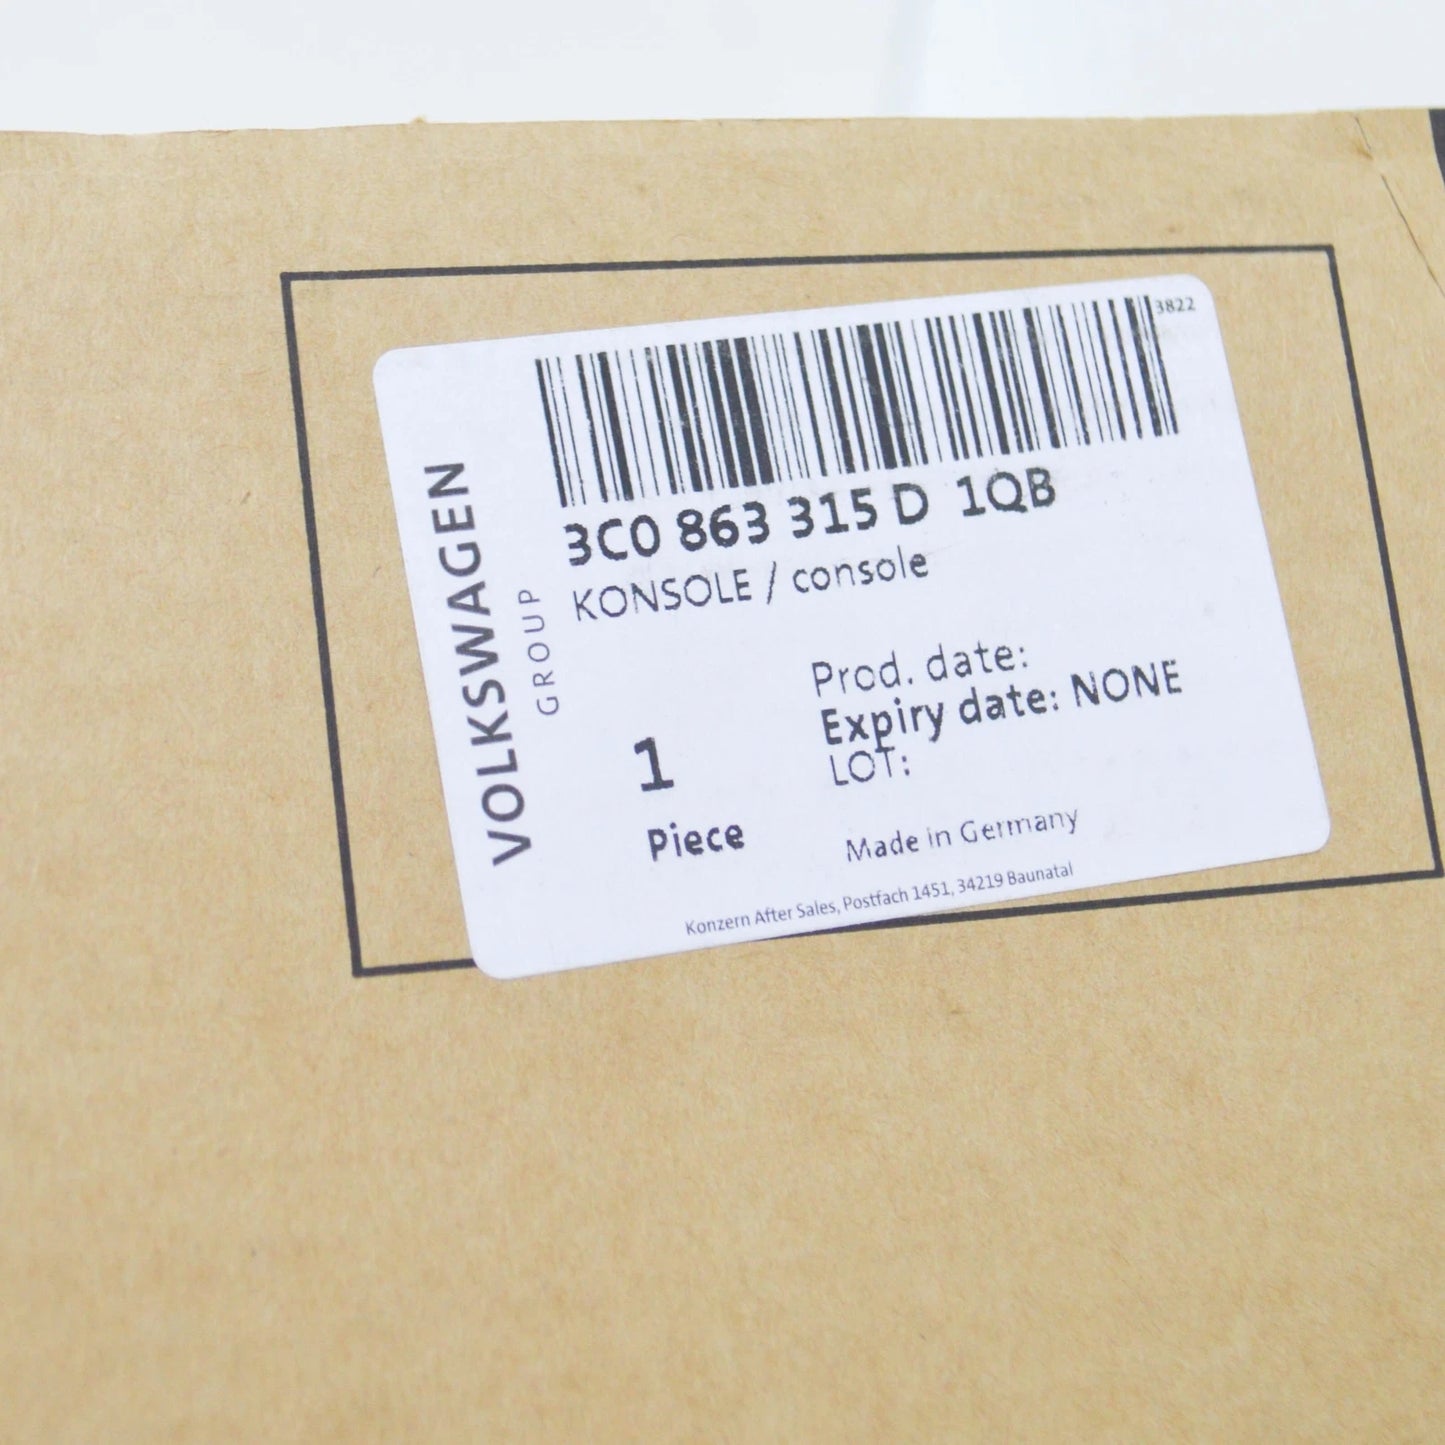 3822
3C0 863 315 D 1QB
KONSOLE / console
VOLKSWAGEN
GROUP
Prod. date:
Expiry date: NONE
LOT:
1
Piece
Made in Germany
Konzern After Sales, Postfach 1451, 34219 Baunatal